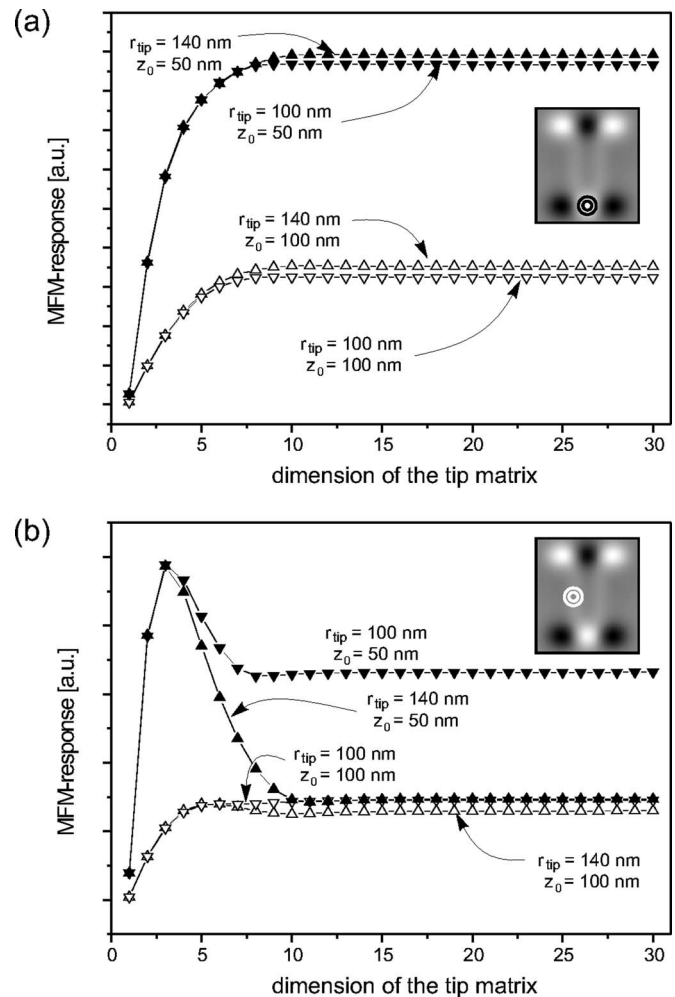 (a)
r_tip = 140 nm
z_0 = 50 nm
r_tip = 100 nm
z_0 = 50 nm
r_tip = 140 nm
z_0 = 100 nm
r_tip = 100 nm
z_0 = 100 nm
MFM-response [a.u.]
0 5 10 15 20 25 30
dimension of the tip matrix
(b)
r_tip = 100 nm
z_0 = 50 nm
r_tip = 140 nm
z_0 = 50 nm
r_tip = 100 nm
z_0 = 100 nm
r_tip = 140 nm
z_0 = 100 nm
MFM-response [a.u.]
0 5 10 15 20 25 30
dimension of the tip matrix